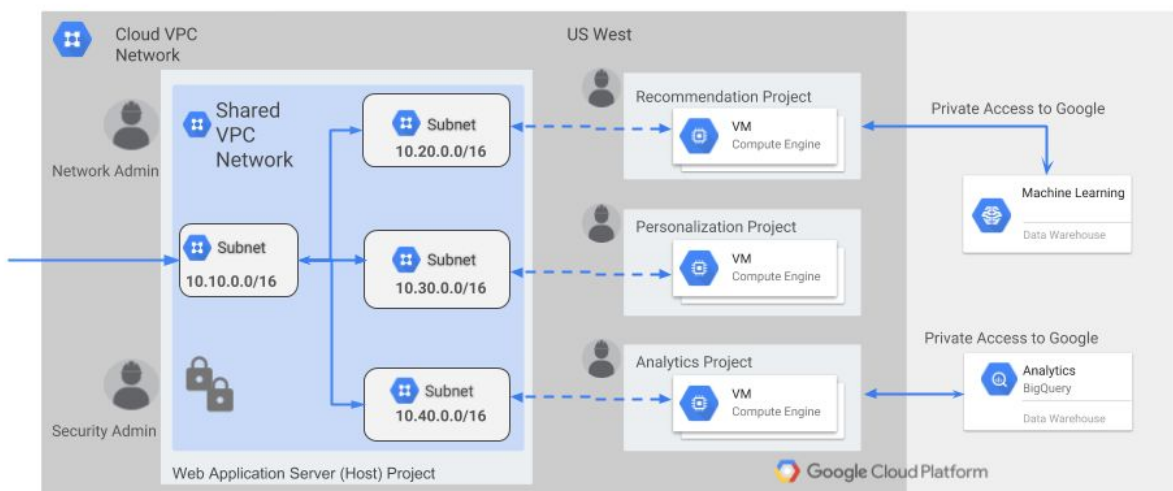 Cloud VPC
Network
US West
Network Admin
Security Admin
Shared
VPC
Network
Subnet
10.10.0.0/16
Subnet
10.20.0.0/16
Subnet
10.30.0.0/16
Subnet
10.40.0.0/16
Web Application Server (Host) Project
Recommendation Project
VM
Compute Engine
Personalization Project
VM
Compute Engine
Analytics Project
VM
Compute Engine
Private Access to Google
Machine Learning
Data Warehouse
Private Access to Google
Analytics
BigQuery
Data Warehouse
Google Cloud Platform